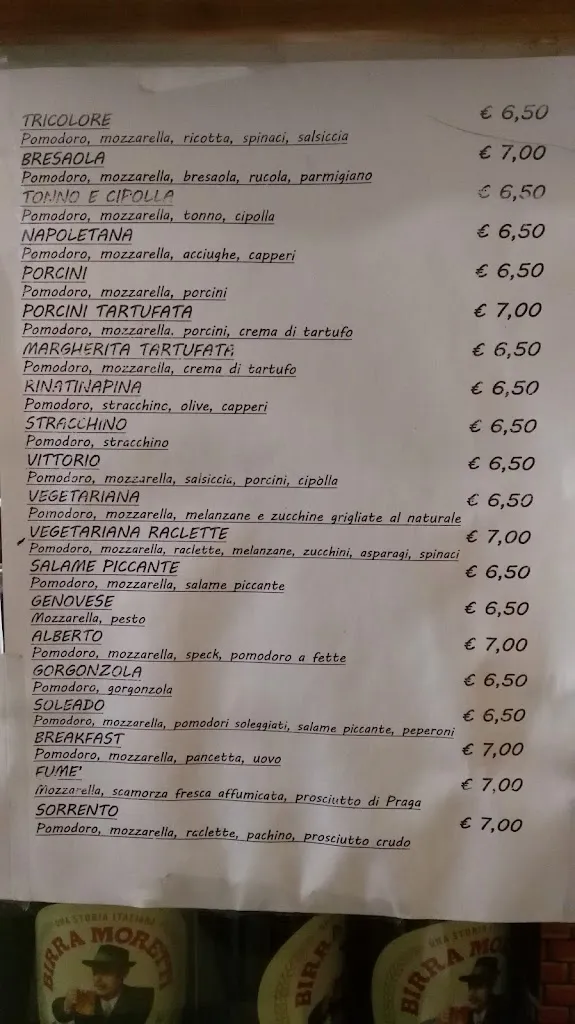 TRICOLORE € 6,50
Pomodoro, mozzarella, ricotta, spinaci, salsiccia
BRESAOLA € 7,00
Pomodoro, mozzarella, bresaola, rucola, parmigiano
TONNO E CIPOLLA € 6,50
Pomodoro, mozzarella, tonno, cipolla
NAPOLETANA € 6,50
Pomodoro, mozzarella, acciughe, capperi
PORCINI € 6,50
Pomodoro, mozzarella, porcini
PORCINI TARTUFATA € 7,00
Pomodoro, mozzarella. porcini, crema di tartufo
MARGHERITA TARTUFATA € 6,50
Pomodoro, mozzarella, crema di tartufo
RINATINAPINA € 6,50
Pomodoro, stracchino, olive, capperi
STRACCHINO € 6,50
Pomodoro, stracchino
VITTORIO € 6,50
Pomodoro, mozzarella, salsiccia, porcini, cipolla
VEGETARIANA € 6,50
Pomodoro, mozzarella, melanzane e zucchine grigliate al naturale
VEGETARIANA RACLETTE € 7,00
Pomodoro, mozzarella, raclette, melanzane, zucchini, asparagi, spinaci
SALAME PICCANTE € 6,50
Pomodoro, mozzarella, salame piccante
GENOVESE € 6,50
Mozzarella, pesto
ALBERTO € 7,00
Pomodoro, mozzarella, speck, pomodoro a fette
GORGONZOLA € 6,50
Pomodoro, gorgonzola
SOLEADO € 6,50
Pomodoro, mozzarella, pomodori soleggiati, salame piccante, peperoni
BREAKFAST € 7,00
Pomodoro, mozzarella, pancetta, uovo
FUME' € 7,00
Mozzarella, scamorza fresca affumicata, prosciutto di Praga
SORRENTO € 7,00
Pomodoro, mozzarella, raclette, pachino, prosciutto crudo
UNA STORIA ITALIANA
BIRRA MORETTI
BIRR
UNA STORIA
BIRRA MO